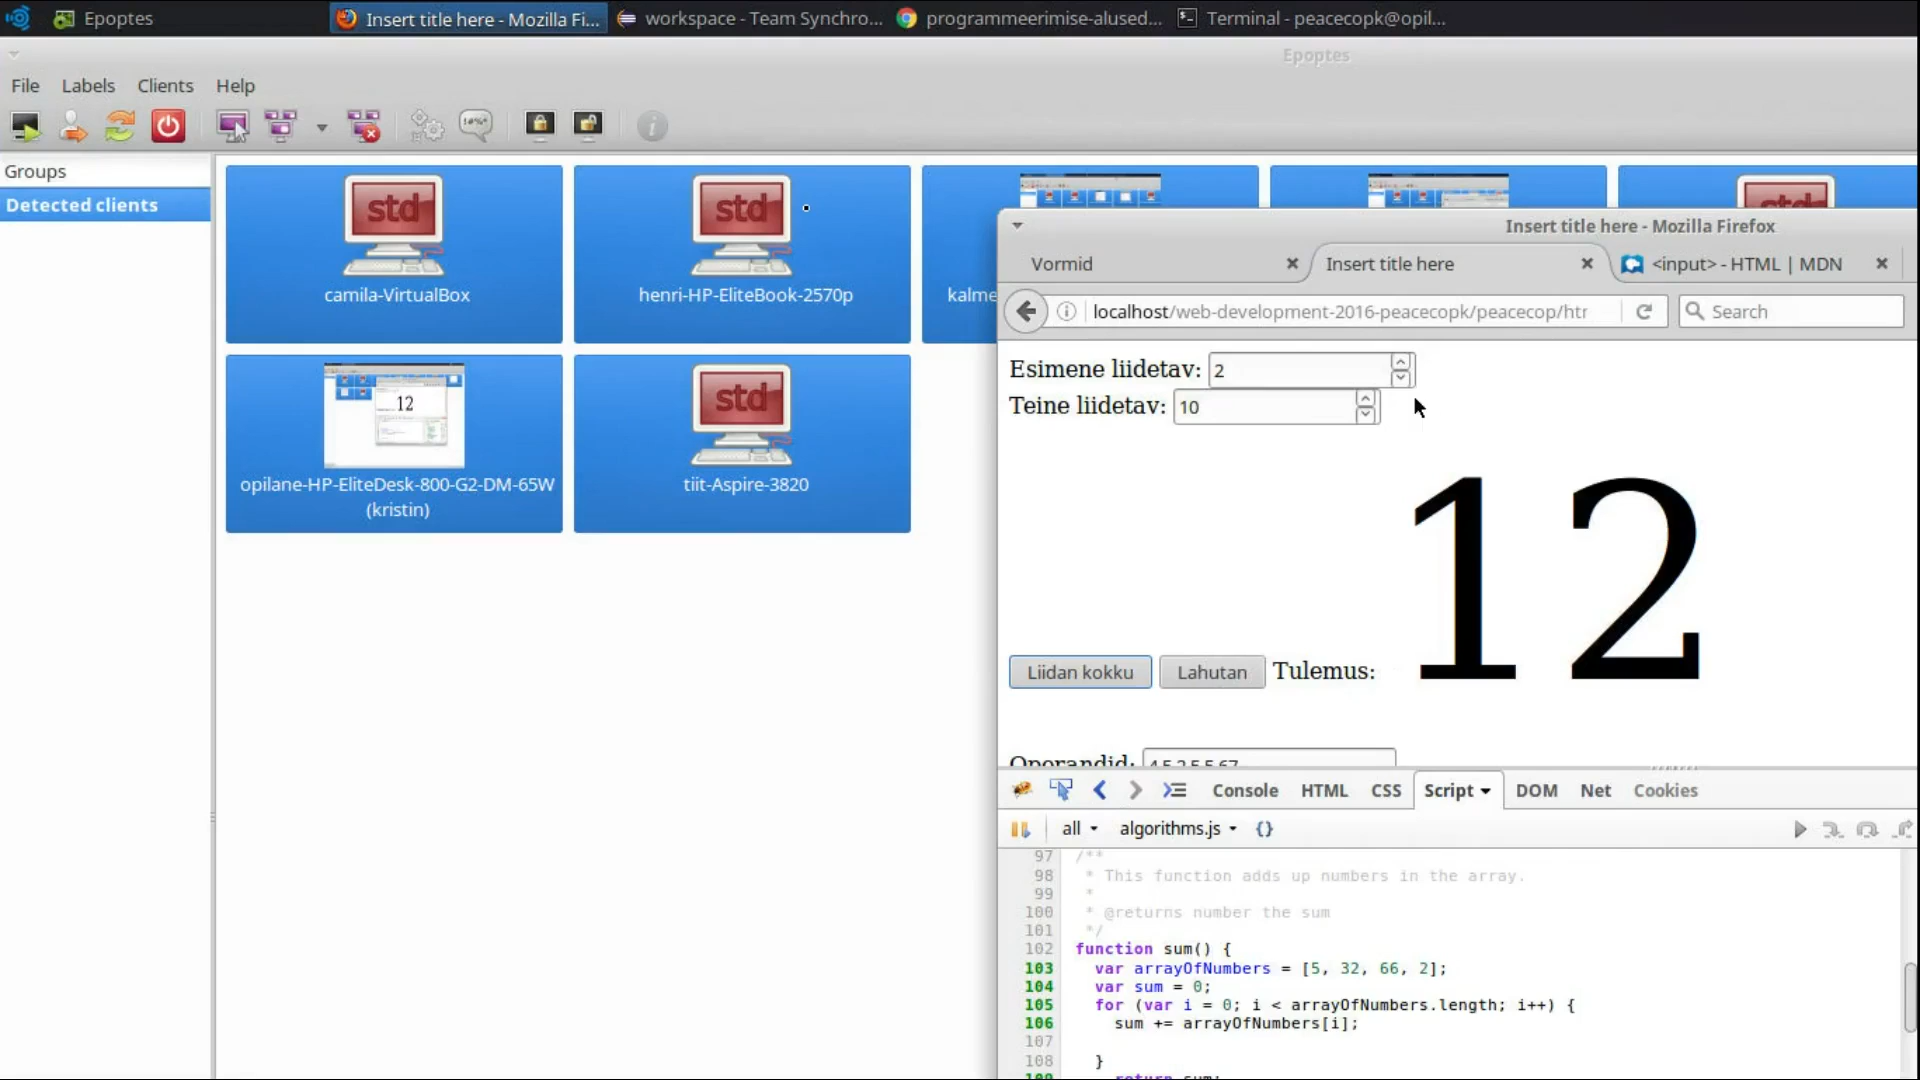 Epoptes
Insert title here - Mozilla Fi...
workspace - Team Synchro...
programmeerimise-alused...
Terminal - peacecopk@opil...
Epoptes
File Labels Clients Help
Groups
Detected clients
std
camila-VirtualBox
std
henri-HP-EliteBook-2570p
kalme
std
12
opilane-HP-EliteDesk-800-G2-DM-65W
(kristin)
std
tiit-Aspire-3820
Insert title here - Mozilla Firefox
Vormid
Insert title here
<input> - HTML | MDN
localhost/web-development-2016-peacecopk/peacecop/htr
Search
Esimene liidetav: 2
Teine liidetav: 10
Liidan kokku Lahutan Tulemus: 12
Operandid:
Console HTML CSS Script DOM Net Cookies
all algorithms.js {}
97 /**
98 * This function adds up numbers in the array.
99 *
100 * @returns number the sum
101 */
102 function sum() {
103 var arrayOfNumbers = [5, 32, 66, 2];
104 var sum = 0;
105 for (var i = 0; i < arrayOfNumbers.length; i++) {
106 sum += arrayOfNumbers[i];
107
108 }
109 return sum;